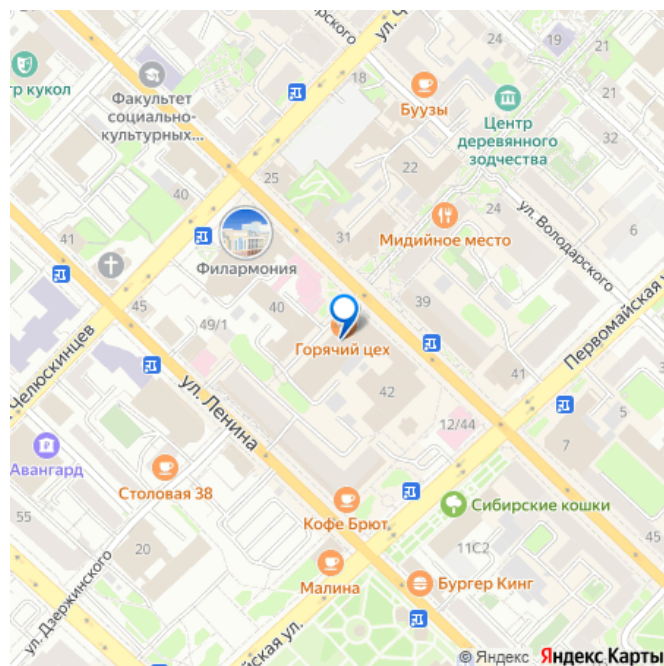 ул.
24
19
21
тр кукол
Факультет
социально-
культурных...
18
Буузы
Центр
деревянного
зодчества
21
32
40
25
22
24
ул. Володарского
6
41
Филармония
31
Мидийное место
45
49/1
40
39
Челюскинцев
Горячий цех
Первомайская
41
ул. Ленина
42
12/44
5
7
Авангард
Столовая 38
Кофе Брют
Сибирские кошки
55
20
11С2
45
Малина
Бургер Кинг
ул. Дзержинского
йская ул.
© Яндекс Яндекс Карты